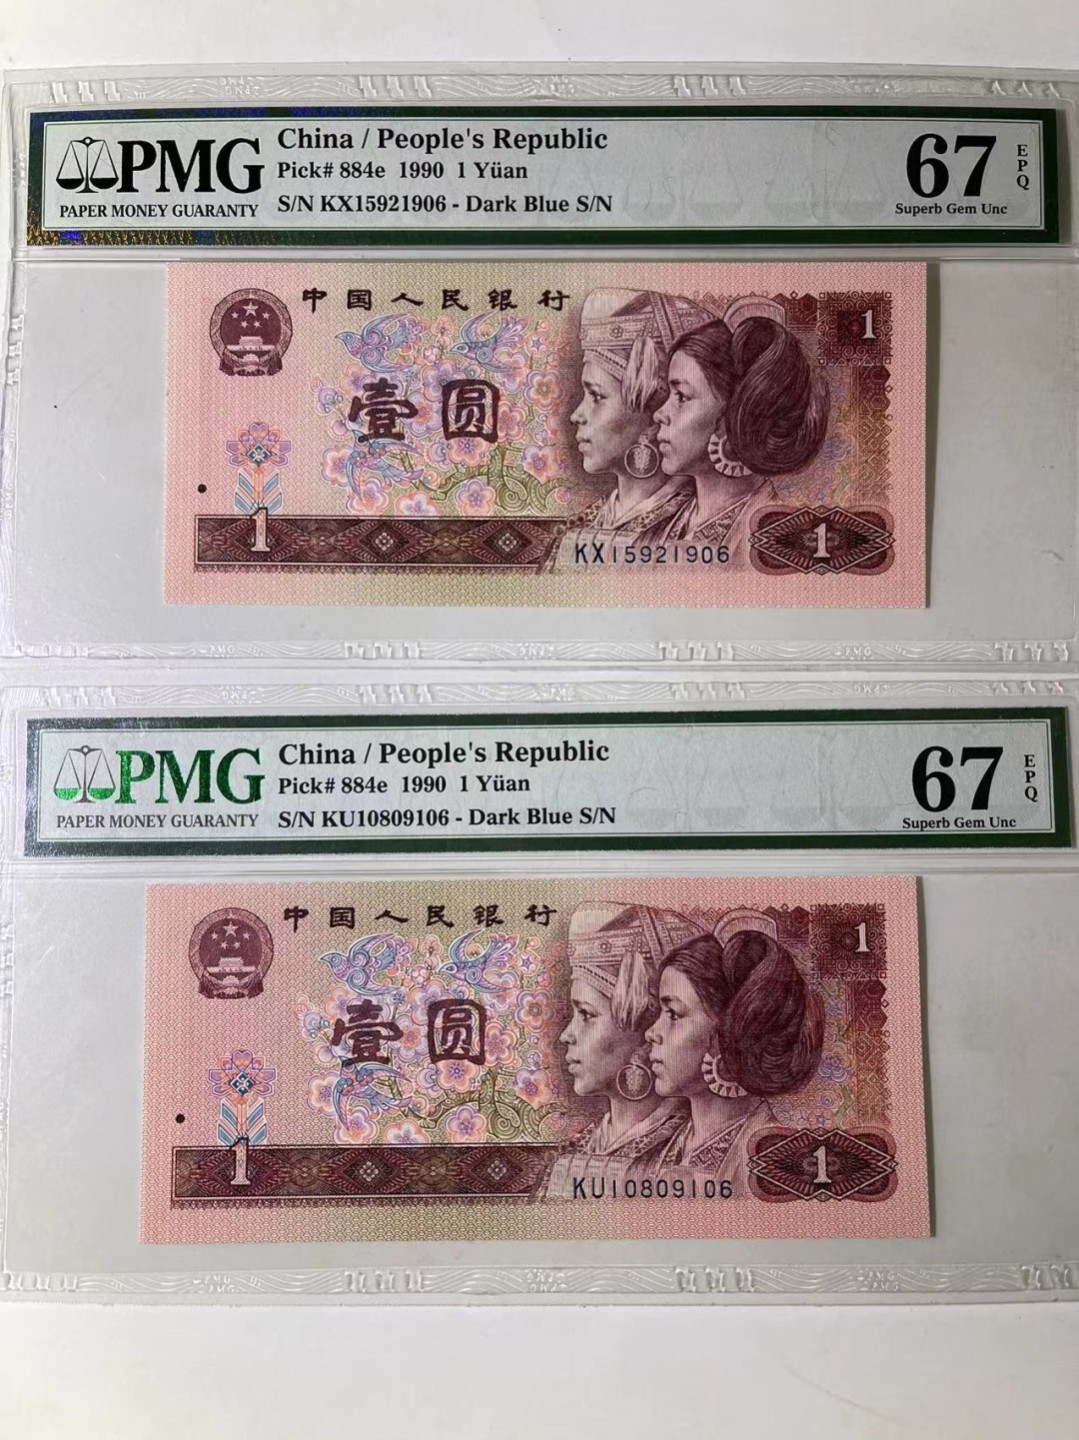 PMG
PAPER MONEY GUARANTY
China / People's Republic
Pick# 884e 1990 1 Yüan
S/N KX15921906 - Dark Blue S/N
67
EPQ
Superb Gem Unc
中国人民银行
1
壹圆
1
KX15921906
1
PMG
PAPER MONEY GUARANTY
China / People's Republic
Pick# 884e 1990 1 Yüan
S/N KU10809106 - Dark Blue S/N
67
EPQ
Superb Gem Unc
中国人民银行
1
壹圆
1
KU10809106
1